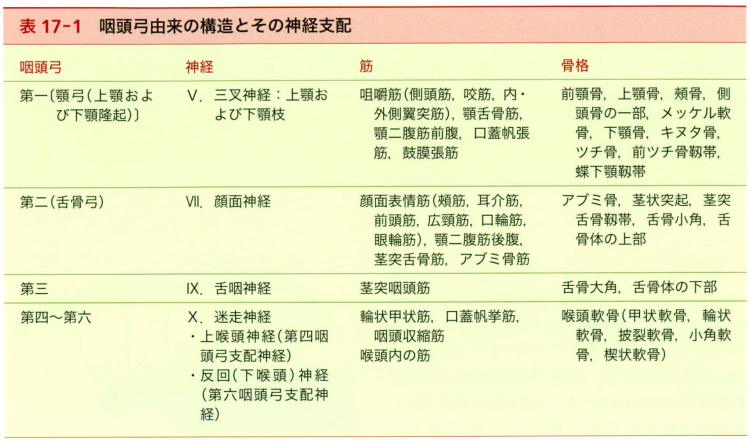 表 17-1 咽頭弓由来の構造とその神経支配
咽頭弓 神経 筋 骨格
第一〔顎弓(上顎およ
び下顎隆起)〕
Ⅴ．三叉神経：上顎お
よび下顎枝
咀嚼筋(側頭筋，咬筋，内・
外側翼突筋)，顎舌骨筋，
顎二腹筋前腹，口蓋帆張
筋，鼓膜張筋
前顎骨，上顎骨，頬骨，側
頭骨の一部，メッケル軟
骨，下顎骨，キヌタ骨，
ツチ骨，前ツチ骨靱帯，
蝶下顎靱帯
第二(舌骨弓)
Ⅶ．顔面神経
顔面表情筋(頬筋，耳介筋，
前頭筋，広頸筋，口輪筋，
眼輪筋)，顎二腹筋後腹，
茎突舌骨筋，アブミ骨筋
アブミ骨，茎状突起，茎突
舌骨靱帯，舌骨小角，舌
骨体の上部
第三
Ⅸ．舌咽神経
茎突咽頭筋
舌骨大角，舌骨体の下部
第四〜第六
Ⅹ．迷走神経
・上喉頭神経(第四咽
頭弓支配神経)
・反回(下喉頭)神経
(第六咽頭弓支配神
経)
輪状甲状筋，口蓋帆挙筋，
咽頭収縮筋
喉頭内の筋
喉頭軟骨(甲状軟骨，輪状
軟骨，披裂軟骨，小角軟
骨，楔状軟骨)